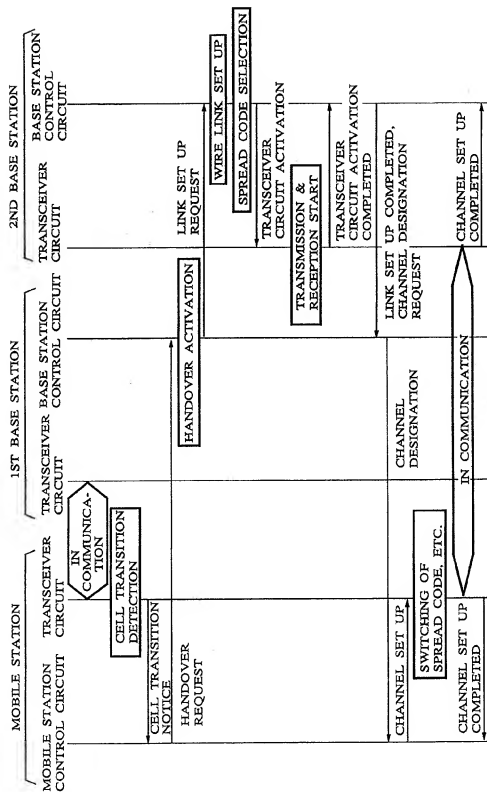 MOBILE STATION
MOBILE STATION
CONTROL CIRCUIT
TRANSCEIVER
CIRCUIT
1ST BASE STATION
TRANSCEIVER
CIRCUIT
BASE STATION
CONTROL CIRCUIT
2ND BASE STATION
TRANSCEIVER
CIRCUIT
BASE STATION
CONTROL
CIRCUIT
IN
COMMUNICA-
TION
CELL TRANSITION
DETECTION
CELL TRANSITION
NOTICE
HANDOVER
REQUEST
HANDOVER ACTIVATION
LINK SET UP
REQUEST
WIRE LINK SET UP
SPREAD CODE SELECTION
TRANSCEIVER
CIRCUIT ACTIVATION
TRANSMISSION &
RECEPTION START
TRANSCEIVER
CIRCUIT ACTIVATION
COMPLETED
LINK SET UP COMPLETED,
CHANNEL DESIGNATION
REQUEST
CHANNEL
DESIGNATION
CHANNEL SET UP
SWITCHING OF
SPREAD CODE, ETC.
IN COMMUNICATION
CHANNEL SET UP
COMPLETED
CHANNEL SET UP
COMPLETED